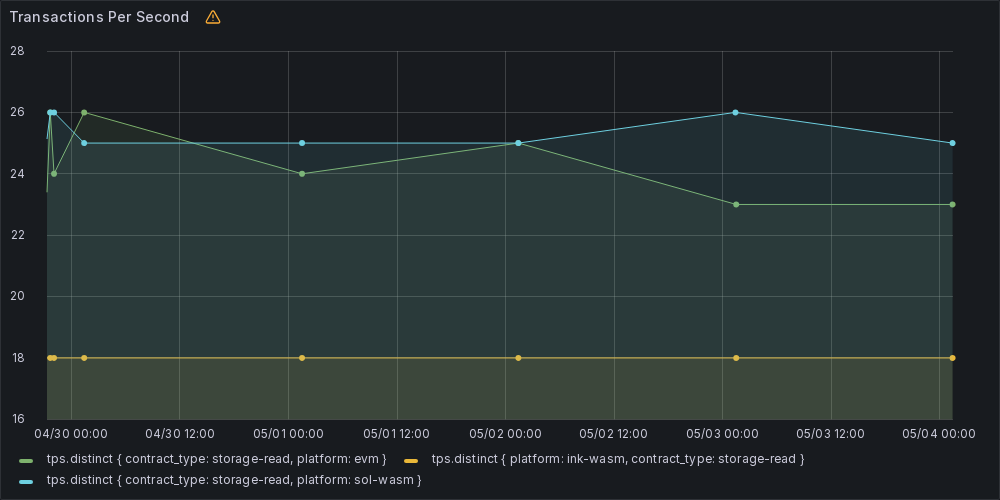 Transactions Per Second
28
26
24
22
20
18
16
04/30 00:00 04/30 12:00 05/01 00:00 05/01 12:00 05/02 00:00 05/02 12:00 05/03 00:00 05/03 12:00 05/04 00:00
tps.distinct { contract_type: storage-read, platform: evm } tps.distinct { platform: ink-wasm, contract_type: storage-read }
tps.distinct { contract_type: storage-read, platform: sol-wasm }